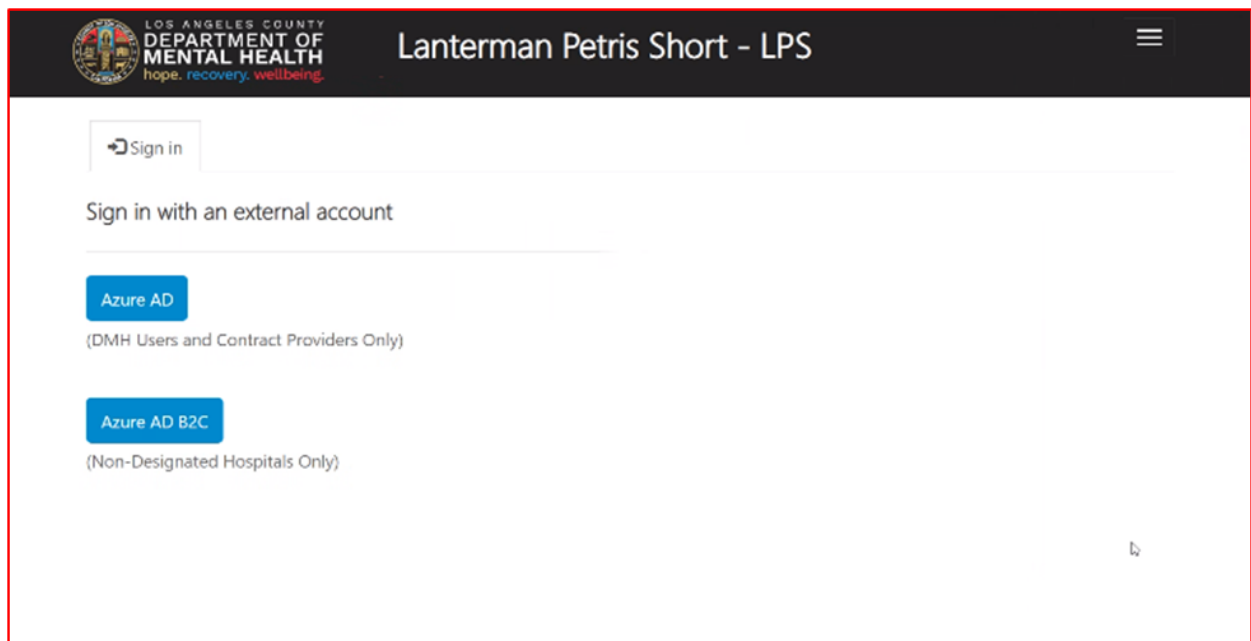 LOS ANGELES COUNTY
DEPARTMENT OF
MENTAL HEALTH
hope. recovery. wellbeing.
Lanterman Petris Short - LPS
Sign in
Sign in with an external account
Azure AD
(DMH Users and Contract Providers Only)
Azure AD B2C
(Non-Designated Hospitals Only)